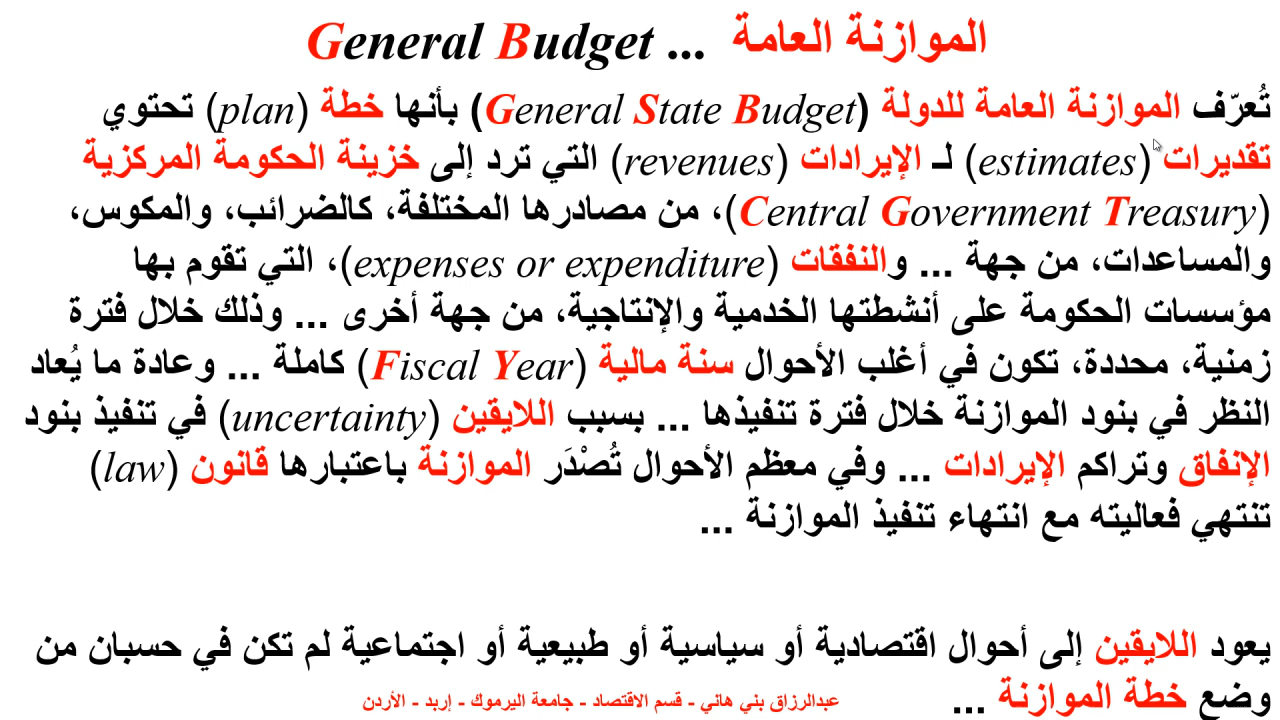 الموازنة العامة ... General Budget
تُعرّف الموازنة العامة للدولة (General State Budget) بأنها خطة (plan) تحتوي
تقديرات (estimates) لـ الإيرادات (revenues) التي ترد إلى خزينة الحكومة المركزية
(Central Government Treasury)، من مصادرها المختلفة، كالضرائب، والمكوس،
والمساعدات، من جهة ... والنفقات (expenses or expenditure)، التي تقوم بها
مؤسسات الحكومة على أنشطتها الخدمية والإنتاجية، من جهة أخرى ... وذلك خلال فترة
زمنية، محددة، تكون في أغلب الأحوال سنة مالية (Fiscal Year) كاملة ... وعادة ما يُعاد
النظر في بنود الموازنة خلال فترة تنفيذها ... بسبب اللايقين (uncertainty) في تنفيذ بنود
الإنفاق وتراكم الإيرادات ... وفي معظم الأحوال تُصْدَر الموازنة باعتبارها قانون (law)
تنتهي فعاليته مع انتهاء تنفيذ الموازنة ...
يعود اللايقين إلى أحوال اقتصادية أو سياسية أو طبيعية أو اجتماعية لم تكن في حسبان من
وضع خطة الموازنة ...
عبدالرزاق بني هاني - قسم الاقتصاد - جامعة اليرموك - إربد - الأردن